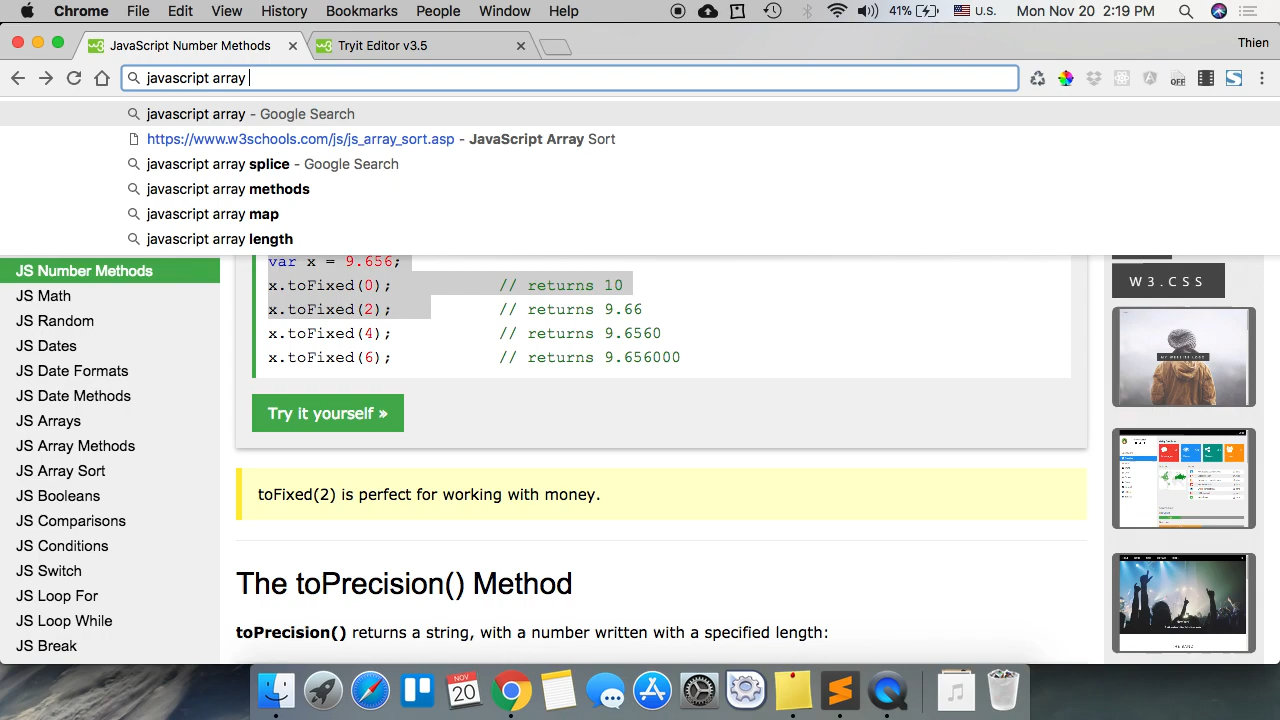 Chrome File Edit View History Bookmarks People Window Help 41% U.S. Mon Nov 20 2:19 PM
JavaScript Number Methods Tryit Editor v3.5 Thien
javascript array
javascript array – Google Search
https://www.w3schools.com/js/js_array_sort.asp - JavaScript Array Sort
javascript array splice – Google Search
javascript array methods
javascript array map
javascript array length
JS Number Methods
JS Math
JS Random
JS Dates
JS Date Formats
JS Date Methods
JS Arrays
JS Array Methods
JS Array Sort
JS Booleans
JS Comparisons
JS Conditions
JS Switch
JS Loop For
JS Loop While
JS Break
var x = 9.656;
x.toFixed(0); // returns 10
x.toFixed(2); // returns 9.66
x.toFixed(4); // returns 9.6560
x.toFixed(6); // returns 9.656000
Try it yourself »
toFixed(2) is perfect for working with money.
The toPrecision() Method
toPrecision() returns a string, with a number written with a specified length:
W3.CSS
OFF
NOV
20